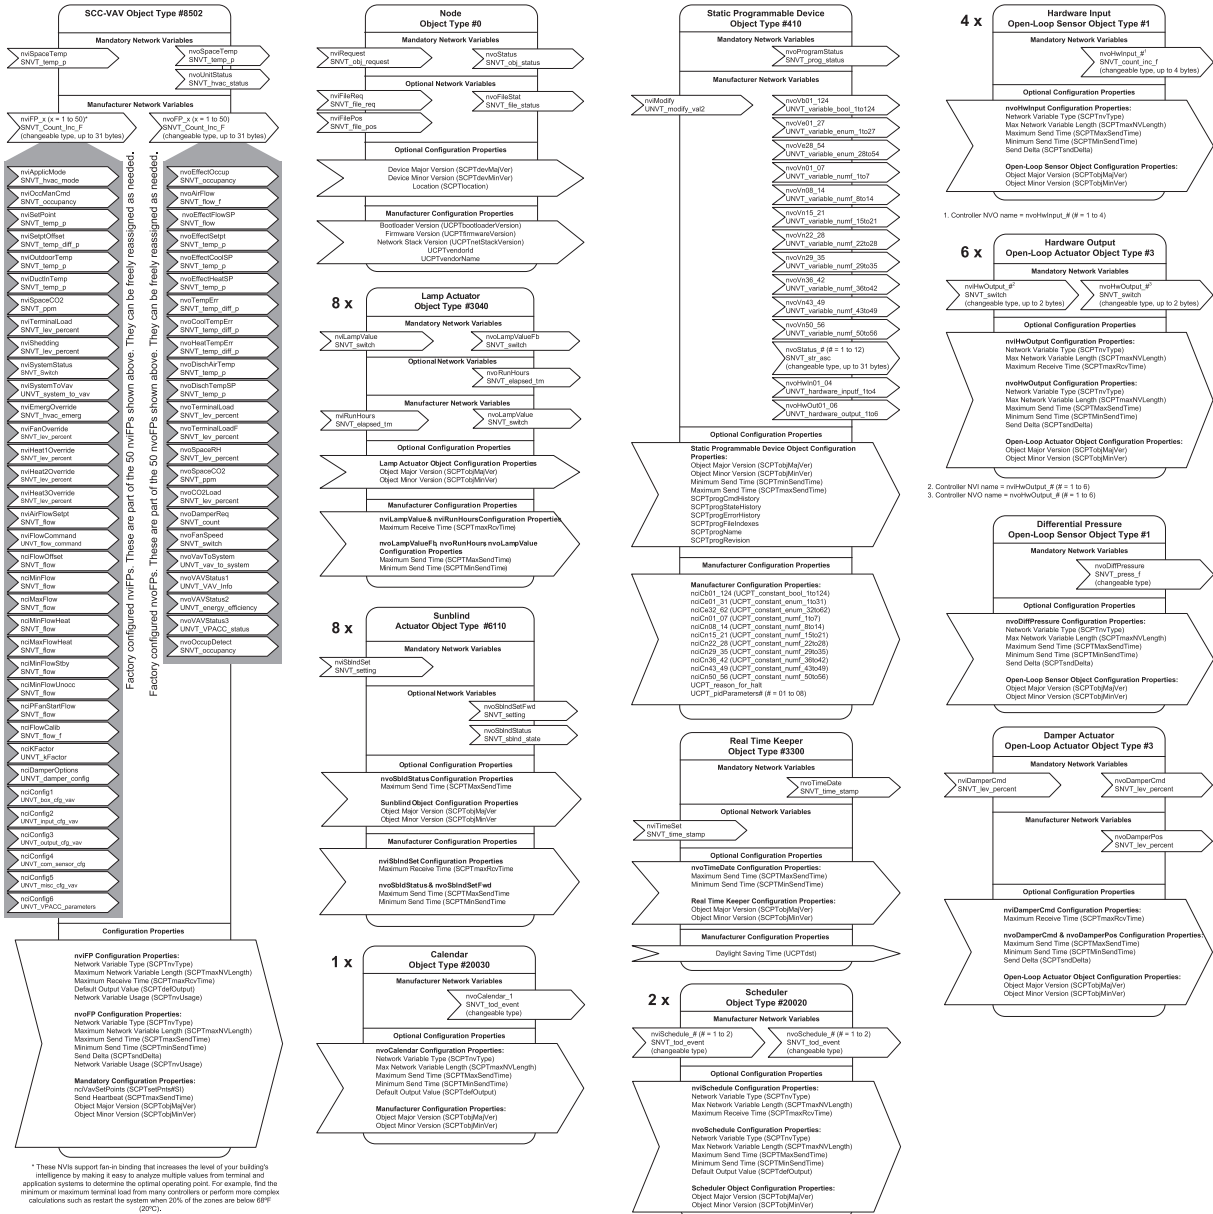 SCC-VAV Object Type #8502
Mandatory Network Variables
nviSpaceTemp
SNVT_temp_p
nvoSpaceTemp
SNVT_temp_p
nvoUnitStatus
SNVT_hvac_status
Manufacturer Network Variables
nviFP_x (x = 1 to 50)*
SNVT_Count_Inc_F
(changeable type, up to 31 bytes)
nvoFP_x (x = 1 to 50)
SNVT_Count_Inc_F
(changeable type, up to 31 bytes)
nviApplicMode
SNVT_hvac_mode
nviOccManCmd
SNVT_occupancy
nviSetPoint
SNVT_temp_p
nviSetptOffset
SNVT_temp_diff_p
nviOutdoorTemp
SNVT_temp_p
nviDuctInTemp
SNVT_temp_p
nviSpaceCO2
SNVT_ppm
nviTerminalLoad
SNVT_lev_percent
nviShedding
SNVT_lev_percent
nviSystemStatus
SNVT_Switch
nviSystemToVav
UNVT_system_to_vav
nviEmergOverride
SNVT_hvac_emerg
nviFanOverride
SNVT_lev_percent
nviHeat1Override
SNVT_lev_percent
nviHeat2Override
SNVT_lev_percent
nviHeat3Override
SNVT_lev_percent
nviAirFlowSetpt
SNVT_flow
nviFlowCommand
UNVT_flow_command
nciFlowOffset
SNVT_flow
nciMinFlow
SNVT_flow
nciMaxFlow
SNVT_flow
nciMinFlowHeat
SNVT_flow
nciMaxFlowHeat
SNVT_flow
nciMinFlowStby
SNVT_flow
nciMinFlowUnocc
SNVT_flow
nciPFanStartFlow
SNVT_flow
nciFlowCalib
SNVT_flow_f
nciKFactor
UNVT_kFactor
nciDamperOptions
UNVT_damper_config
nciConfig1
UNVT_box_cfg_vav
nciConfig2
UNVT_input_cfg_vav
nciConfig3
UNVT_output_cfg_vav
nciConfig4
UNVT_com_sensor_cfg
nciConfig5
UNVT_misc_cfg_vav
nciConfig6
UNVT_VPACC_parameters
Factory configured nviFPs. These are part of the 50 nviFPs shown above. They can be freely reassigned as needed.
Factory configured nvoFPs. These are part of the 50 nvoFPs shown above. They can be freely reassigned as needed.
nvoEffectOccup
SNVT_occupancy
nvoAirFlow
SNVT_flow_f
nvoEffectFlowSP
SNVT_flow
nvoEffectSetpt
SNVT_temp_p
nvoEffectCoolSP
SNVT_temp_p
nvoEffectHeatSP
SNVT_temp_p
nvoTempErr
SNVT_temp_diff_p
nvoCoolTempErr
SNVT_temp_diff_p
nvoHeatTempErr
SNVT_temp_diff_p
nvoDischAirTemp
SNVT_temp_p
nvoDischTempSP
SNVT_temp_p
nvoTerminalLoad
SNVT_lev_percent
nvoTerminalLoadF
SNVT_lev_percent
nvoSpaceRH
SNVT_lev_percent
nvoSpaceCO2
SNVT_ppm
nvoCO2Load
SNVT_lev_percent
nvoDamperReq
SNVT_count
nvoFanSpeed
SNVT_switch
nvoVavToSystem
UNVT_vav_to_system
nvoVAVStatus1
UNVT_VAV_Info
nvoVAVStatus2
UNVT_energy_efficiency
nvoVAVStatus3
UNVT_VPACC_status
nvoOccupDetect
SNVT_occupancy
Configuration Properties
nviFP Configuration Properties:
Network Variable Type (SCPTnvType)
Maximum Network Variable Length (SCPTmaxNVLength)
Maximum Receive Time (SCPTmaxRcvTime)
Default Output Value (SCPTdefOutput)
Network Variable Usage (SCPTnvUsage)
nvoFP Configuration Properties:
Network Variable Type (SCPTnvType)
Maximum Network Variable Length (SCPTmaxNVLength)
Maximum Send Time (SCPTmaxSendTime)
Minimum Send Time (SCPTminSendTime)
Send Delta (SCPTsndDelta)
Network Variable Usage (SCPTnvUsage)
Mandatory Configuration Properties:
nciVavSetPoints (SCPTsetPnts#SI)
Send Heartbeat (SCPTmaxSendTime)
Object Major Version (SCPTobjMajVer)
Object Minor Version (SCPTobjMinVer)
* These NVIs support fan-in binding that increases the level of your building's
intelligence by making it easy to analyze multiple values from terminal and
application systems to determine the optimal operating point. For example, find the
minimum or maximum terminal load from many controllers or perform more complex
calculations such as restart the system when 20% of the zones are below 68ºF
(20ºC).
Node
Object Type #0
Mandatory Network Variables
nviRequest
SNVT_obj_request
nvoStatus
SNVT_obj_status
Optional Network Variables
nviFileReq
SNVT_file_req
nvoFileStat
SNVT_file_status
nviFilePos
SNVT_file_pos
Optional Configuration Properties
Device Major Version (SCPTdevMajVer)
Device Minor Version (SCPTdevMinVer)
Location (SCPTlocation)
Manufacturer Configuration Properties
Bootloader Version (UCPTbootloaderVersion)
Firmware Version (UCPTfirmwareVersion)
Network Stack Version (UCPTnetStackVersion)
UCPTvendorId
UCPTvendorName
8 x
Lamp Actuator
Object Type #3040
Mandatory Network Variables
nviLampValue
SNVT_switch
nvoLampValueFb
SNVT_switch
Optional Network Variables
nvoRunHours
SNVT_elapsed_tm
Manufacturer Network Variables
nviRunHours
SNVT_elapsed_tm
nvoLampValue
SNVT_switch
Optional Configuration Properties
Lamp Actuator Object Configuration Properties
Object Major Version (SCPTobjMajVer)
Object Minor Version (SCPTobjMinVer)
Manufacturer Configuration Properties
nviLampValue & nviRunHours Configuration Properties
Maximum Receive Time (SCPTmaxRcvTime)
nvoLampValueFb, nvoRunHours, nvoLampValue
Configuration Properties
Maximum Send Time (SCPTMaxSendTime)
Minimum Send Time (SCPTMinSendTime)
8 x
Sunblind
Actuator Object Type #6110
Mandatory Network Variables
nviSblndSet
SNVT_setting
Optional Network Variables
nvoSblndSetFwd
SNVT_setting
nvoSblndStatus
SNVT_sblnd_state
Optional Configuration Properties
nvoSbldStatus Configuration Properties
Maximum Send Time (SCPTMaxSendTime
Sunblind Object Configuration Properties
Object Major Version (SCPTobjMajVer
Object Minor Version (SCPTobjMinVer
Manufacturer Configuration Properties
nviSblndSet Configuration Properties
Maximum Receive Time (SCPTmaxRcvTime
nvoSbldStatus & nvoSblndSetFwd
Maximum Send Time (SCPTMaxSendTime
Minimum Send Time (SCPTMinSendTime
1 x
Calendar
Object Type #20030
Manufacturer Network Variables
nvoCalendar_1
SNVT_tod_event
(changeable type)
Optional Configuration Properties
nvoCalendar Configuration Properties:
Network Variable Type (SCPTnvType)
Max Network Variable Length (SCPTmaxNVLength)
Maximum Send Time (SCPTMaxSendTime)
Minimum Send Time (SCPTMinSendTime)
Default Output Value (SCPTdefOutput)
Manufacturer Configuration Properties:
Object Major Version (SCPTobjMajVer)
Object Minor Version (SCPTobjMinVer)
Static Programmable Device
Object Type #410
Mandatory Network Variables
nvoProgramStatus
SNVT_prog_status
Manufacturer Network Variables
nviModify
UNVT_modify_val2
nvoVb01_124
UNVT_variable_bool_1to124
nvoVe01_27
UNVT_variable_enum_1to27
nvoVe28_54
UNVT_variable_enum_28to54
nvoVn01_07
UNVT_variable_numf_1to7
nvoVn08_14
UNVT_variable_numf_8to14
nvoVn15_21
UNVT_variable_numf_15to21
nvoVn22_28
UNVT_variable_numf_22to28
nvoVn29_35
UNVT_variable_numf_29to35
nvoVn36_42
UNVT_variable_numf_36to42
nvoVn43_49
UNVT_variable_numf_43to49
nvoVn50_56
UNVT_variable_numf_50to56
nvoStatus_# (# = 1 to 12)
SNVT_str_asc
(changeable type, up to 31 bytes)
nvoHwIn01_04
UNVT_hardware_inputf_1to4
nvoHwOut01_06
UNVT_hardware_output_1to6
Optional Configuration Properties
Static Programmable Device Object Configuration
Properties:
Object Major Version (SCPTobjMajVer)
Object Minor Version (SCPTobjMinVer)
Minimum Send Time (SCPTminSendTime)
Maximum Send Time (SCPTmaxSendTime)
SCPTprogCmdHistory
SCPTprogStateHistory
SCPTprogErrorHistory
SCPTprogFileIndexes
SCPTprogName
SCPTprogRevision
Manufacturer Configuration Properties
Manufacturer Configuration Properties:
nciCb01_124 (UCPT_constant_bool_1to124)
nciCe01_31 (UCPT_constant_enum_1to31)
nciCe32_62 (UCPT_constant_enum_32to62)
nciCn01_07 (UCPT_constant_numf_1to7)
nciCn08_14 (UCPT_constant_numf_8to14)
nciCn15_21 (UCPT_constant_numf_15to21)
nciCn22_28 (UCPT_constant_numf_22to28)
nciCn29_35 (UCPT_constant_numf_29to35)
nciCn36_42 (UCPT_constant_numf_36to42)
nciCn43_49 (UCPT_constant_numf_43to49)
nciCn50_56 (UCPT_constant_numf_50to56)
UCPT_reason_for_halt
UCPT_pidParameters# (# = 01 to 08)
Real Time Keeper
Object Type #3300
Mandatory Network Variables
nvoTimeDate
SNVT_time_stamp
Optional Network Variables
nviTimeSet
SNVT_time_stamp
Optional Configuration Properties
nvoTimeDate Configuration Properties:
Maximum Send Time (SCPTMaxSendTime)
Minimum Send Time (SCPTMinSendTime)
Real Time Keeper Configuration Properties:
Object Major Version (SCPTobjMajVer)
Object Minor Version (SCPTobjMinVer)
Manufacturer Configuration Properties
Daylight Saving Time (UCPTdst)
2 x
Scheduler
Object Type #20020
Manufacturer Network Variables
nviSchedule_# (# = 1 to 2)
SNVT_tod_event
(changeable type)
nvoSchedule_# (# = 1 to 2)
SNVT_tod_event
(changeable type)
Optional Configuration Properties
nviSchedule Configuration Properties:
Network Variable Type (SCPTnvType)
Max Network Variable Length (SCPTmaxNVLength)
Maximum Receive Time (SCPTmaxRcvTime)
nvoSchedule Configuration Properties:
Network Variable Type (SCPTnvType)
Max Network Variable Length (SCPTmaxNVLength)
Maximum Send Time (SCPTMaxSendTime)
Minimum Send Time (SCPTMinSendTime)
Default Output Value (SCPTdefOutput)
Scheduler Object Configuration Properties:
Object Major Version (SCPTobjMajVer)
Object Minor Version (SCPTobjMinVer)
4 x
Hardware Input
Open-Loop Sensor Object Type #1
Mandatory Network Variables
nvoHwInput_#1
SNVT_count_inc_f
(changeable type, up to 4 bytes)
Optional Configuration Properties
nvoHwInput Configuration Properties:
Network Variable Type (SCPTnvType)
Max Network Variable Length (SCPTmaxNVLength)
Maximum Send Time (SCPTMaxSendTime)
Minimum Send Time (SCPTMinSendTime)
Send Delta (SCPTsndDelta)
Open-Loop Sensor Object Configuration Properties:
Object Major Version (SCPTobjMajVer)
Object Minor Version (SCPTobjMinVer)
1. Controller NVO name = nvoHwInput_# (# = 1 to 4)
6 x
Hardware Output
Open-Loop Actuator Object Type #3
Mandatory Network Variables
nviHwOutput_#2
SNVT_switch
(changeable type, up to 2 bytes)
nvoHwOutput_#3
SNVT_switch
(changeable type, up to 2 bytes)
Optional Configuration Properties
nviHwOutput Configuration Properties:
Network Variable Type (SCPTnvType)
Max Network Variable Length (SCPTmaxNVLength)
Maximum Receive Time (SCPTmaxRcvTime)
nvoHwOutput Configuration Properties:
Network Variable Type (SCPTnvType)
Max Network Variable Length (SCPTmaxNVLength)
Maximum Send Time (SCPTMaxSendTime)
Minimum Send Time (SCPTMinSendTime)
Send Delta (SCPTsndDelta)
Open-Loop Actuator Object Configuration Properties:
Object Major Version (SCPTobjMajVer)
Object Minor Version (SCPTobjMinVer)
2. Controller NVI name = nviHwOutput_# (# = 1 to 6)
3. Controller NVO name = nvoHwOutput_# (# = 1 to 6)
Differential Pressure
Open-Loop Sensor Object Type #1
Mandatory Network Variables
nvoDiffPressure
SNVT_press_f
(changeable type)
Optional Configuration Properties
nvoDiffPressure Configuration Properties:
Network Variable Type (SCPTnvType)
Max Network Variable Length (SCPTmaxNVLength)
Maximum Send Time (SCPTMaxSendTime)
Minimum Send Time (SCPTMinSendTime)
Send Delta (SCPTsndDelta)
Open-Loop Sensor Object Configuration Properties:
Object Major Version (SCPTobjMajVer)
Object Minor Version (SCPTobjMinVer)
Damper Actuator
Open-Loop Actuator Object Type #3
Mandatory Network Variables
nviDamperCmd
SNVT_lev_percent
nvoDamperCmd
SNVT_lev_percent
Manufacturer Network Variables
nvoDamperPos
SNVT_lev_percent
Optional Configuration Properties
nviDamperCmd Configuration Properties:
Maximum Receive Time (SCPTmaxRcvTime)
nvoDamperCmd & nvoDamperPos Configuration Properties:
Maximum Send Time (SCPTMaxSendTime)
Minimum Send Time (SCPTMinSendTime)
Send Delta (SCPTsndDelta)
Open-Loop Actuator Object Configuration Properties:
Object Major Version (SCPTobjMajVer)
Object Minor Version (SCPTobjMinVer)